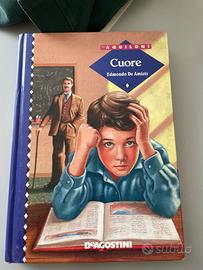 GLI AQUILONI
Cuore
Edmondo De Amicis
DEAGOSTINI
subito